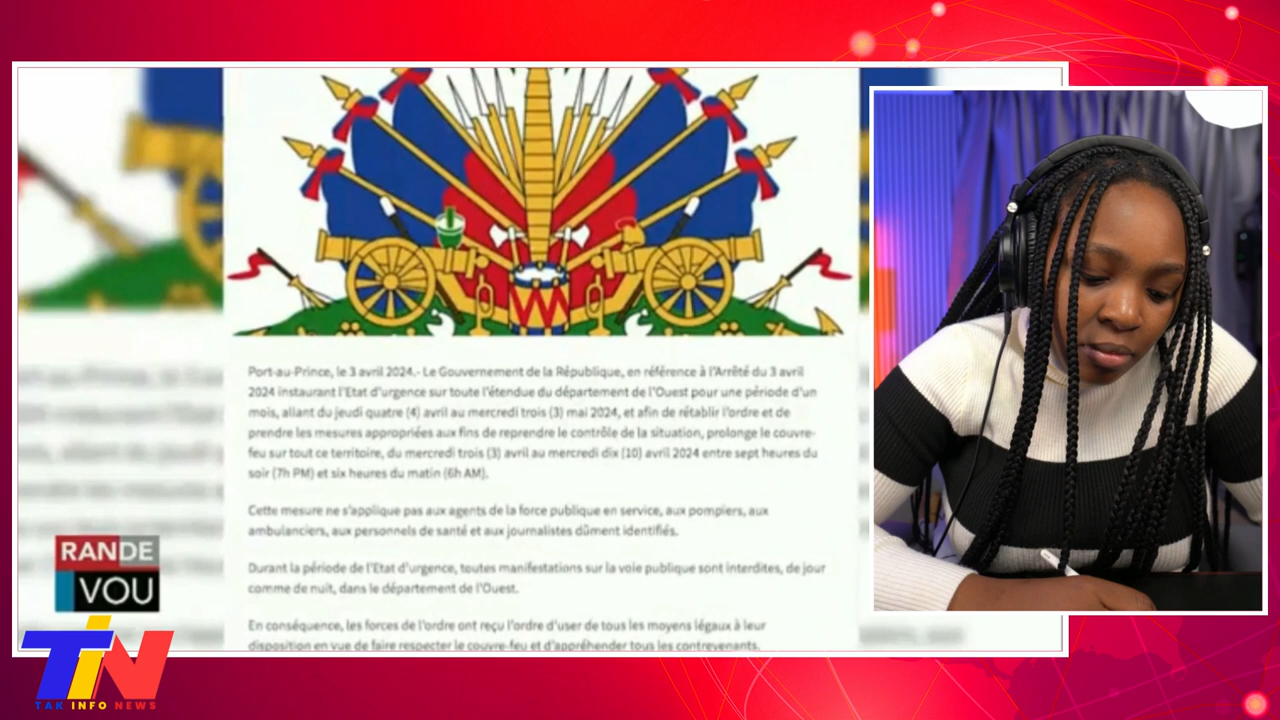 Port-au-Prince, le 3 avril 2024.- Le Gouvernement de la République, en référence à l'Arrêté du 3 avril
2024 instaurant l'Etat d'urgence sur toute l'étendue du département de l'Ouest pour une période d'un
mois, allant du jeudi quatre (4) avril au mercredi trois (3) mai 2024, et afin de rétablir l'ordre et de
prendre les mesures appropriées aux fins de reprendre le contrôle de la situation, prolonge le couvre-
feu sur tout ce territoire, du mercredi trois (3) avril au mercredi dix (10) avril 2024 entre sept heures du
soir (7h PM) et six heures du matin (6h AM).
Cette mesure ne s'applique pas aux agents de la force publique en service, aux pompiers, aux
ambulanciers, aux personnels de santé et aux journalistes dûment identifiés.
Durant la période de l'Etat d'urgence, toutes manifestations sur la voie publique sont interdites, de jour
comme de nuit, dans le département de l'Ouest.
En conséquence, les forces de l'ordre ont reçu l'ordre d'user de tous les moyens légaux à leur
disposition en vue de faire respecter le couvre-feu et d'appréhender tous les contrevenants.
RANDE
VOU
TiN
TAK INFO NEWS